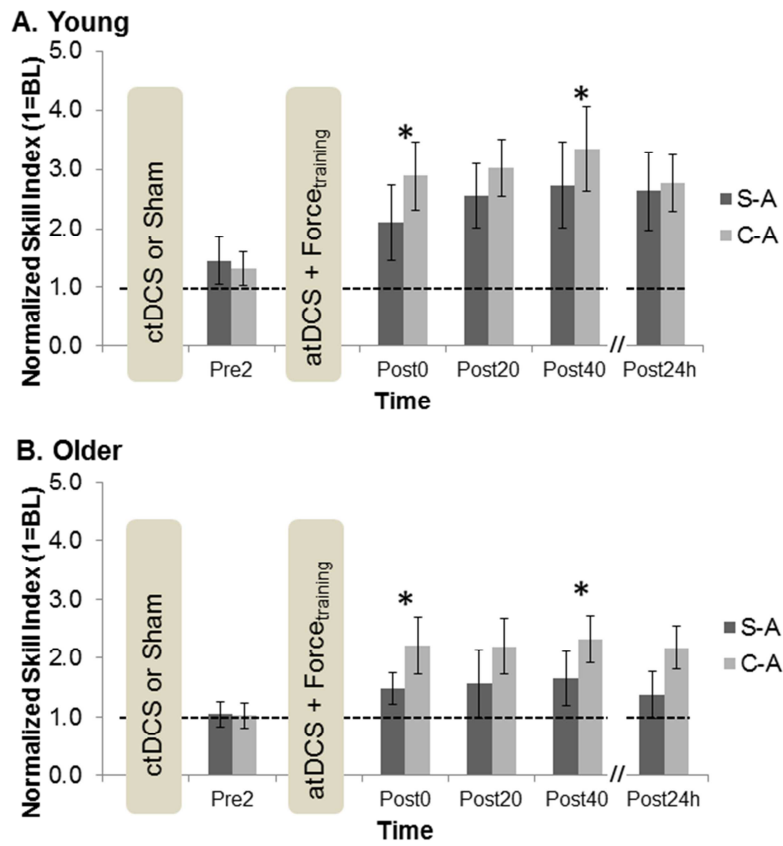 A. Young
Normalized Skill Index (1=BL)
5.0
4.0
3.0
2.0
1.0
0.0
ctDCS or Sham
atDCS + Forcetraining
*
*
S-A
C-A
Pre2
Post0
Post20
Post40
//
Post24h
Time
B. Older
Normalized Skill Index (1=BL)
5.0
4.0
3.0
2.0
1.0
0.0
ctDCS or Sham
atDCS + Forcetraining
*
*
S-A
C-A
Pre2
Post0
Post20
Post40
//
Post24h
Time